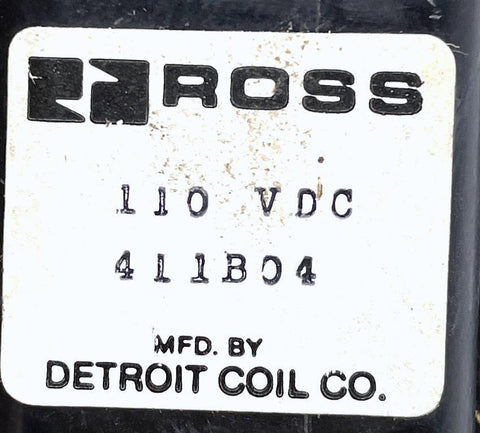 ROSS
110 VDC
411B04
MFD. BY
DETROIT COIL CO.